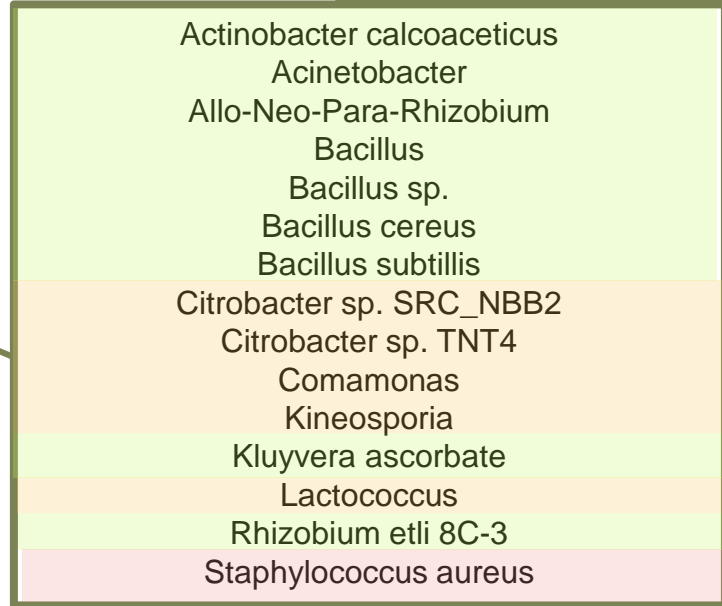 Actinobacter calcoaceticus
Acinetobacter
Allo-Neo-Para-Rhizobium
Bacillus
Bacillus sp.
Bacillus cereus
Bacillus subtillis
Citrobacter sp. SRC_NBB2
Citrobacter sp. TNT4
Comamonas
Kineosporia
Kluyvera ascorbate
Lactococcus
Rhizobium etli 8C-3
Staphylococcus aureus